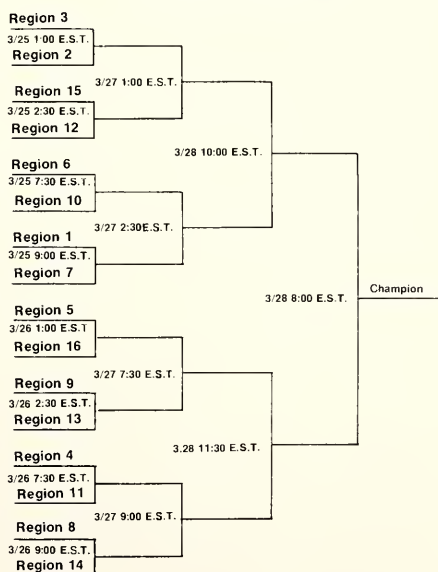 Region 3
3/25 1:00 E.S.T.
Region 2
3/27 1:00 E.S.T.
Region 15
3/25 2:30 E.S.T.
Region 12
3/28 10:00 E.S.T.
Region 6
3/25 7:30 E.S.T.
Region 10
3/27 2:30E.S.T.
Region 1
3/25 9:00 E.S.T.
Region 7
3/28 8:00 E.S.T.
Champion
Region 5
3/26 1:00 E.S.T
Region 16
3/27 7:30 E.S.T.
Region 9
3/26 2:30 E.S.T.
Region 13
3.28 11:30 E.S.T.
Region 4
3/26 7:30 E.S.T.
Region 11
3/27 9:00 E.S.T.
Region 8
3/26 9:00 E.S.T.
Region 14